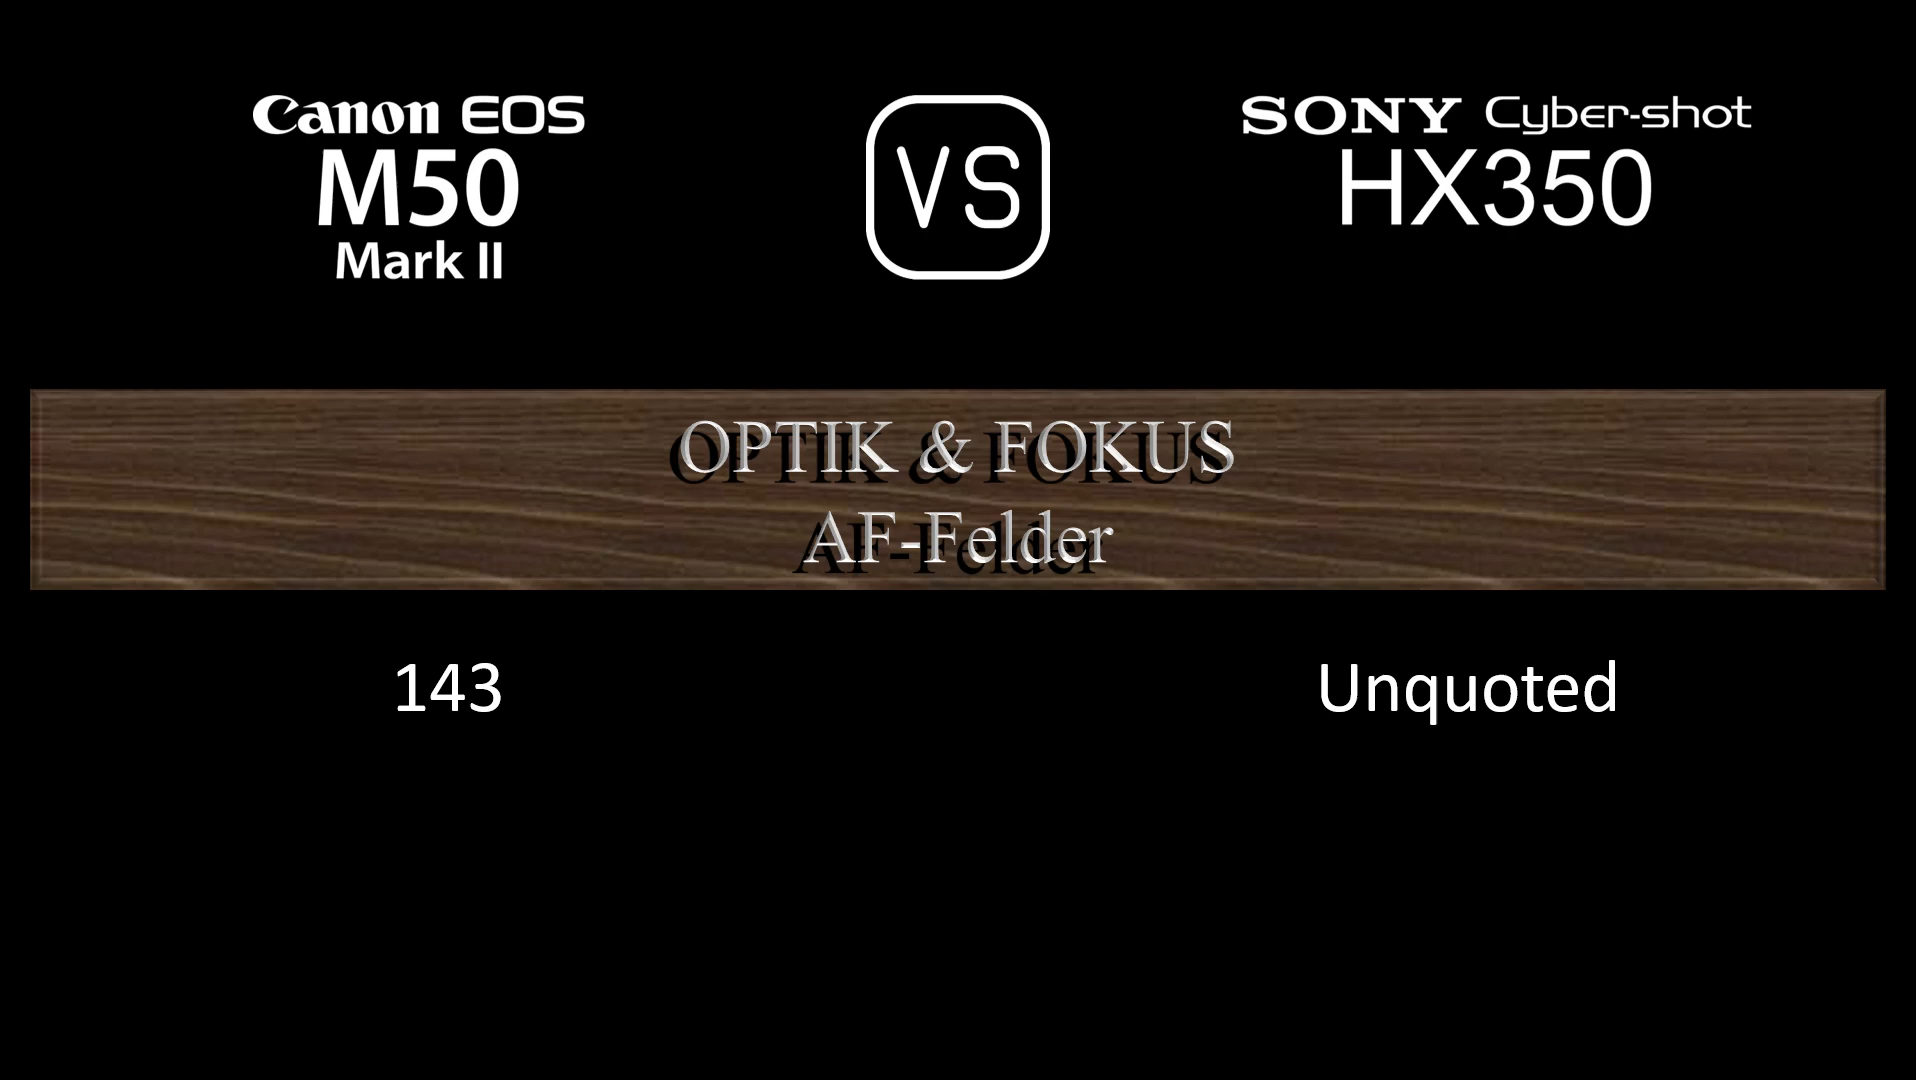 Canon EOS
M50
Mark II
VS
SONY Cyber-shot
HX350
OPTIK & FOKUS
AF-Felder
143
Unquoted